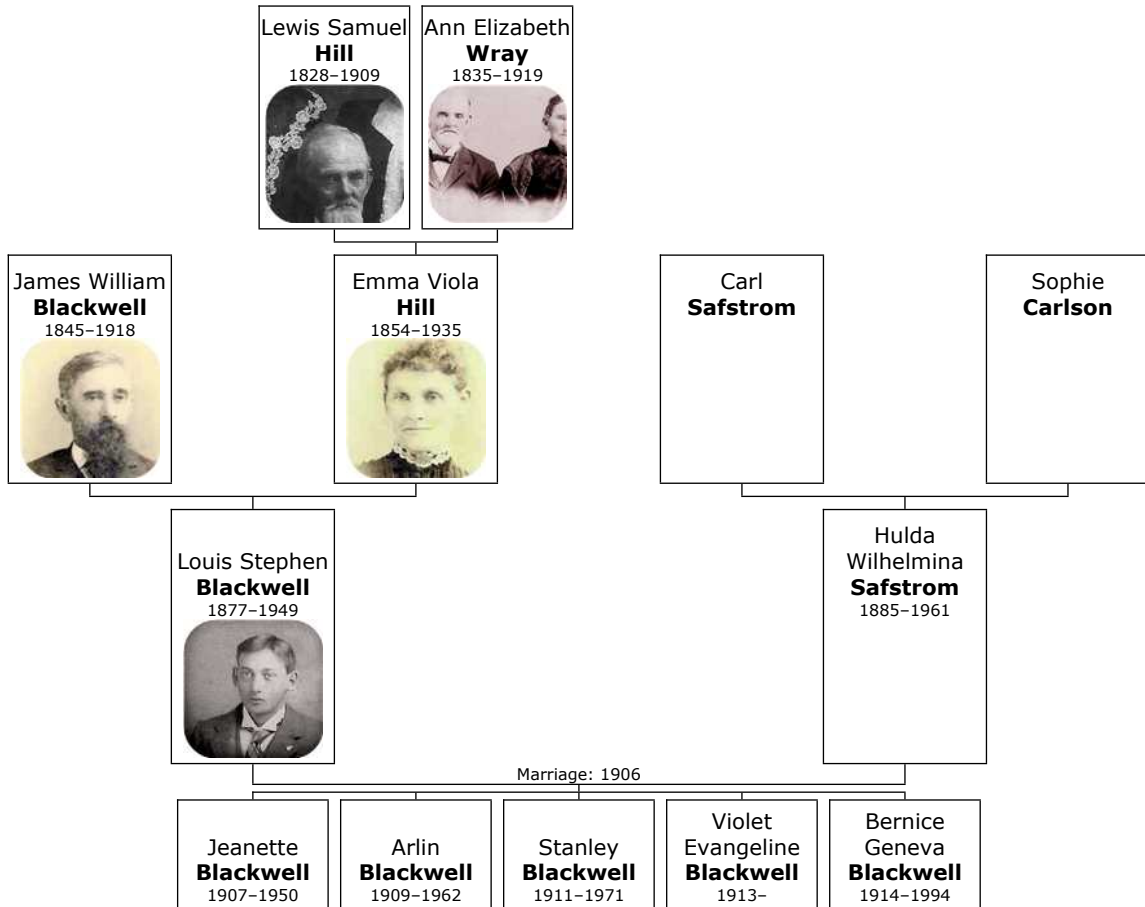 Lewis Samuel
Hill
1828–1909
Ann Elizabeth
Wray
1835–1919
James William
Blackwell
1845–1918
Emma Viola
Hill
1854–1935
Carl
Safstrom
Sophie
Carlson
Louis Stephen
Blackwell
1877–1949
Hulda
Wilhelmina
Safstrom
1885–1961
Marriage: 1906
Jeanette
Blackwell
1907–1950
Arlin
Blackwell
1909–1962
Stanley
Blackwell
1911–1971
Violet
Evangeline
Blackwell
1913–
Bernice
Geneva
Blackwell
1914–1994